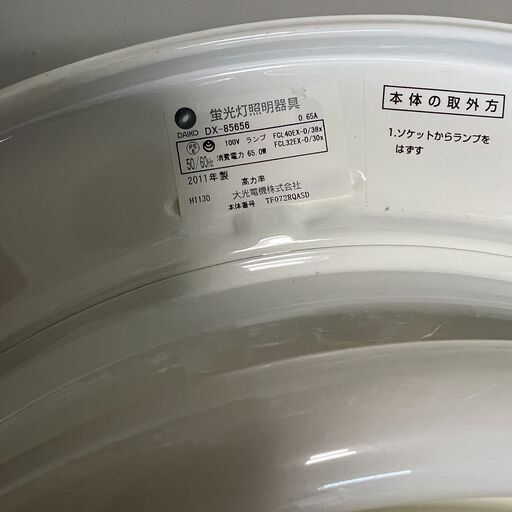 蛍光灯照明器具
DAIKO DX-85656 0.65A
PS E 100V ランプ FCL40EX-D/38x
50/60Hz 消費電力 65.0W FCL32EX-D/30x
2011年製 高力率
H1130 大光電機株式会社
本体番号 TF072RQASD
本体の取外方
1.ソケットからランプを
はずす